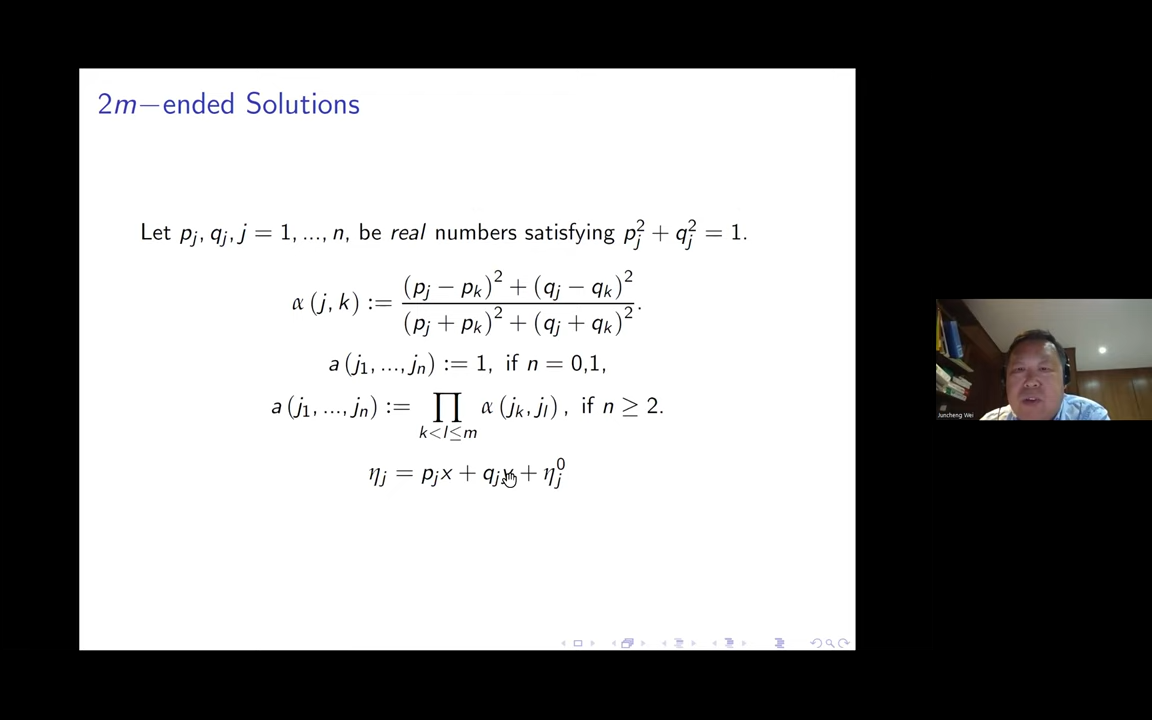 2m−ended Solutions
Let p_j, q_j, j = 1, ..., n, be real numbers satisfying p_j^2 + q_j^2 = 1.
α (j, k) := ((p_j − p_k)^2 + (q_j − q_k)^2) / ((p_j + p_k)^2 + (q_j + q_k)^2).
a (j_1, ..., j_n) := 1, if n = 0,1,
a (j_1, ..., j_n) := ∏_{k<l≤m} α (j_k, j_l), if n ≥ 2.
η_j = p_j x + q_j + η_j^0
Juncheng Wei